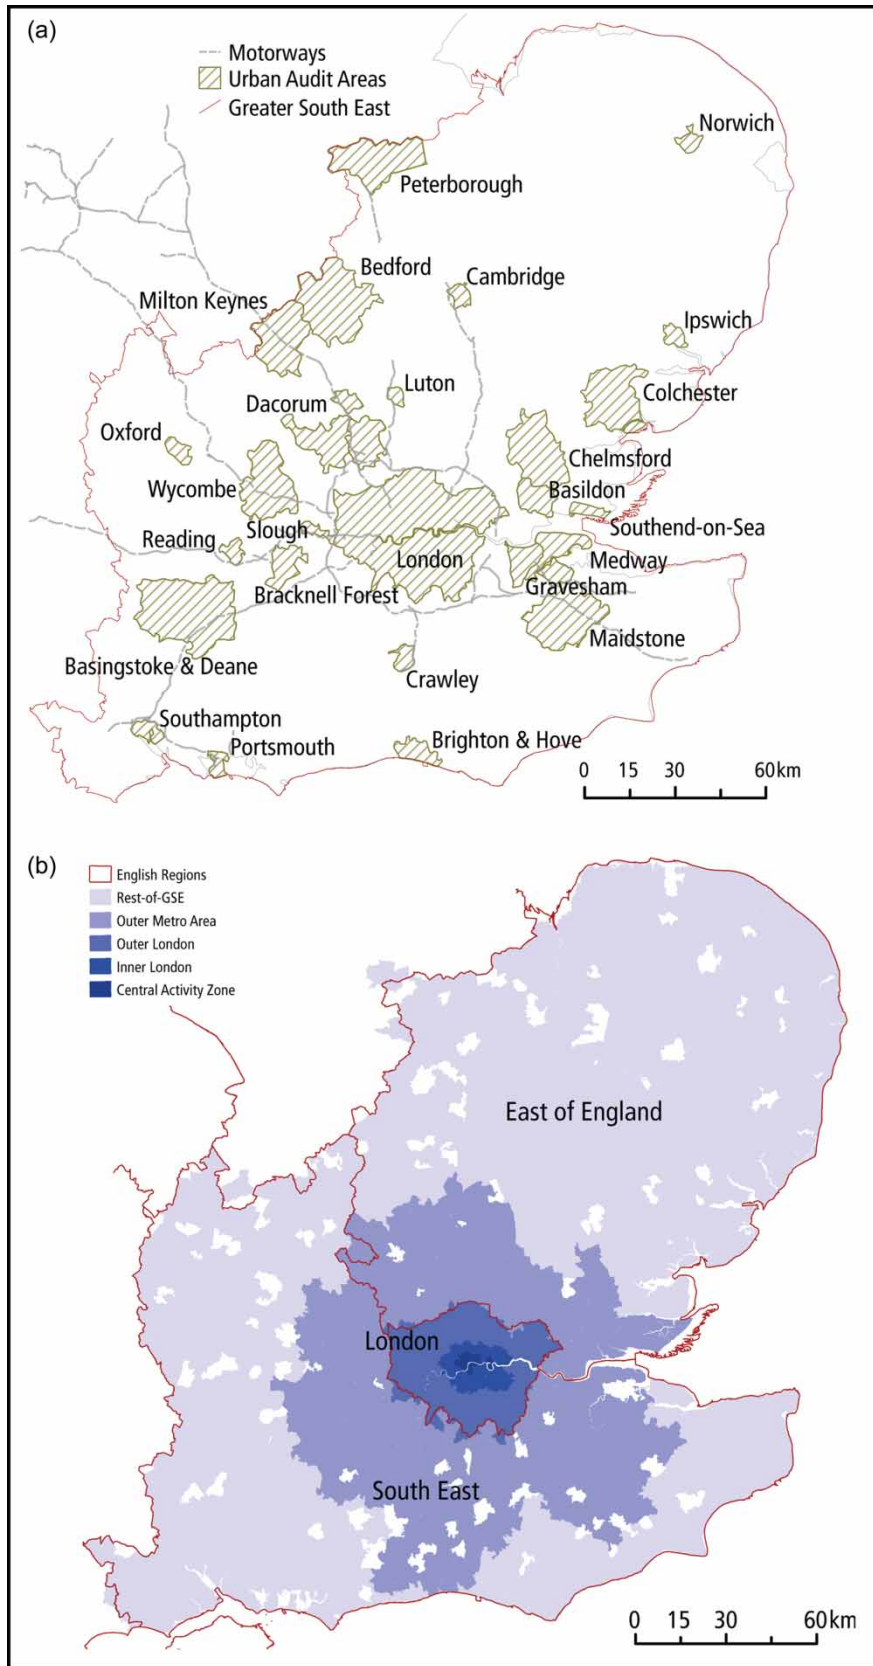 (a)
Motorways
Urban Audit Areas
Greater South East
Norwich
Peterborough
Bedford
Cambridge
Milton Keynes
Ipswich
Luton
Dacorum
Colchester
Oxford
Chelmsford
Wycombe
Basildon
Slough
Southend-on-Sea
Reading
London
Medway
Gravesham
Bracknell Forest
Maidstone
Basingstoke & Deane
Crawley
Southampton
Portsmouth
Brighton & Hove
0 15 30 60km
(b)
English Regions
Rest-of-GSE
Outer Metro Area
Outer London
Inner London
Central Activity Zone
East of England
London
South East
0 15 30 60km